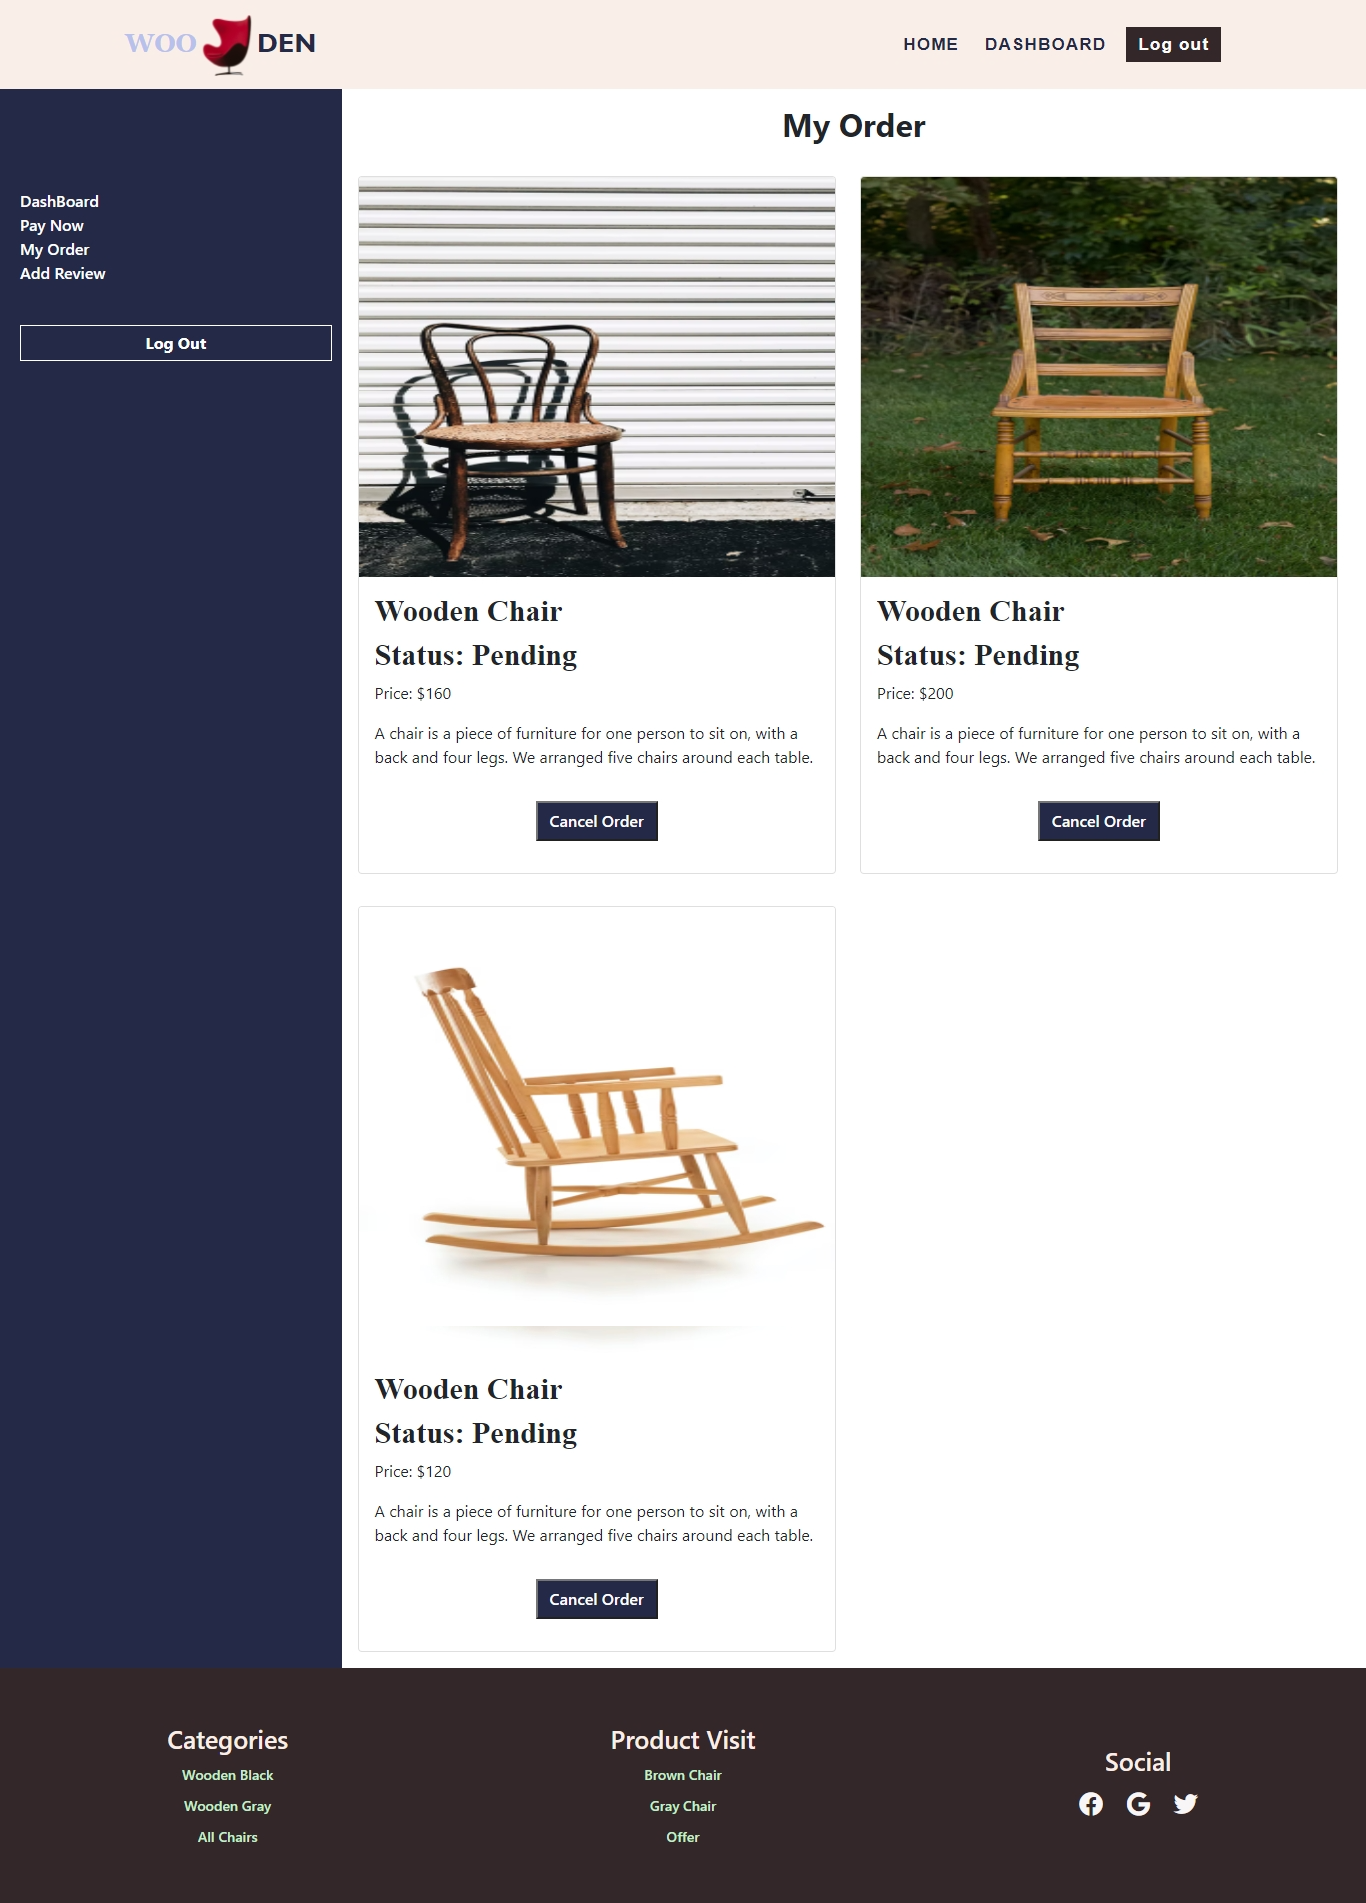 WOO DEN
HOME DASHBOARD Log out
DashBoard
Pay Now
My Order
Add Review
Log Out
My Order
Wooden Chair
Status: Pending
Price: $160
A chair is a piece of furniture for one person to sit on, with a
back and four legs. We arranged five chairs around each table.
Cancel Order
Wooden Chair
Status: Pending
Price: $200
A chair is a piece of furniture for one person to sit on, with a
back and four legs. We arranged five chairs around each table.
Cancel Order
Wooden Chair
Status: Pending
Price: $120
A chair is a piece of furniture for one person to sit on, with a
back and four legs. We arranged five chairs around each table.
Cancel Order
Categories
Wooden Black
Wooden Gray
All Chairs
Product Visit
Brown Chair
Gray Chair
Offer
Social